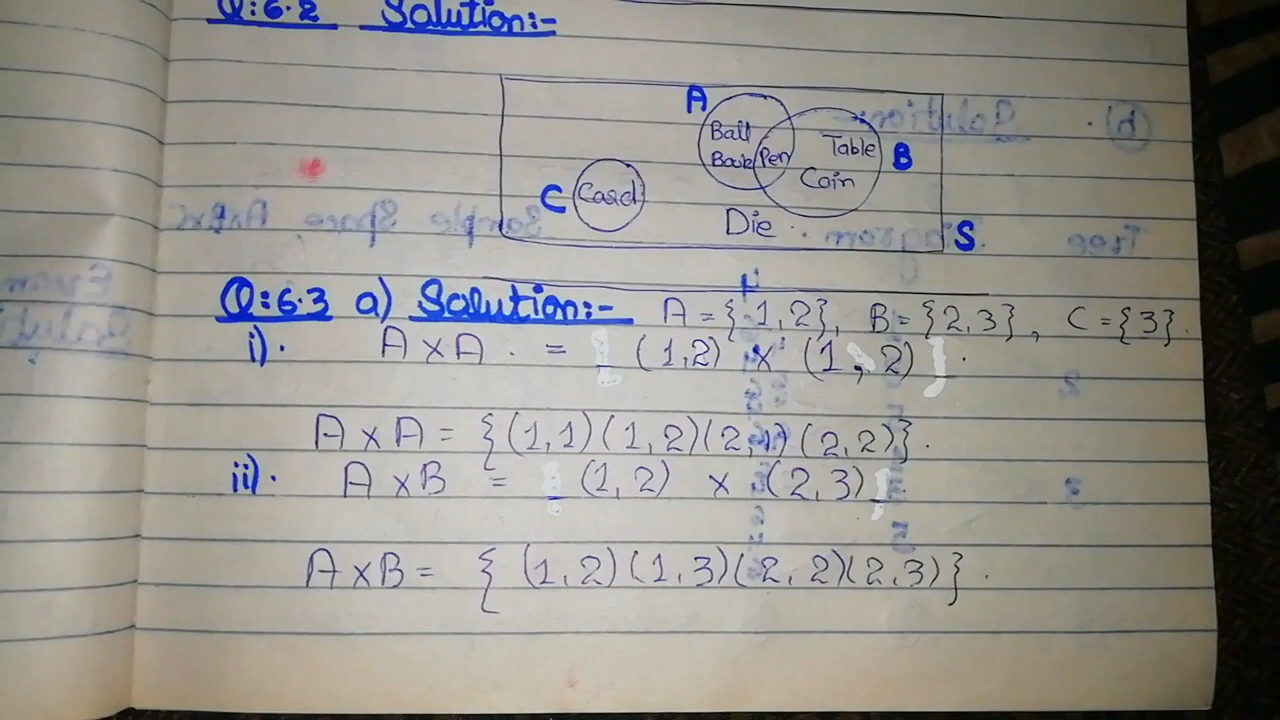 Q:6.2 Solution:-
A
Ball
Book Pen Table B
Coin
C Card
Die
S
Q:6.3 a) Solution:- A = {1,2}, B = {2,3}, C = {3}.
i). A x A. = (1,2) x (1,2).
A x A = {(1,1)(1,2)(2,1)(2,2)}.
ii). A x B = (1,2) x (2,3)
A x B = { (1,2)(1,3)(2,2)(2,3)}.